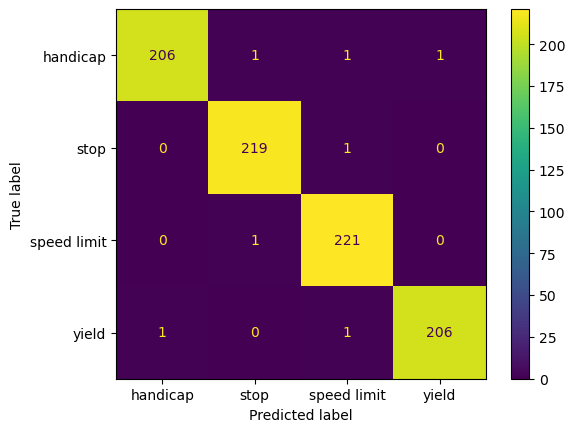 True label
handicap 206 1 1 1
stop 0 219 1 0
speed limit 0 1 221 0
yield 1 0 1 206
handicap stop speed limit yield
Predicted label
200
175
150
125
100
75
50
25
0